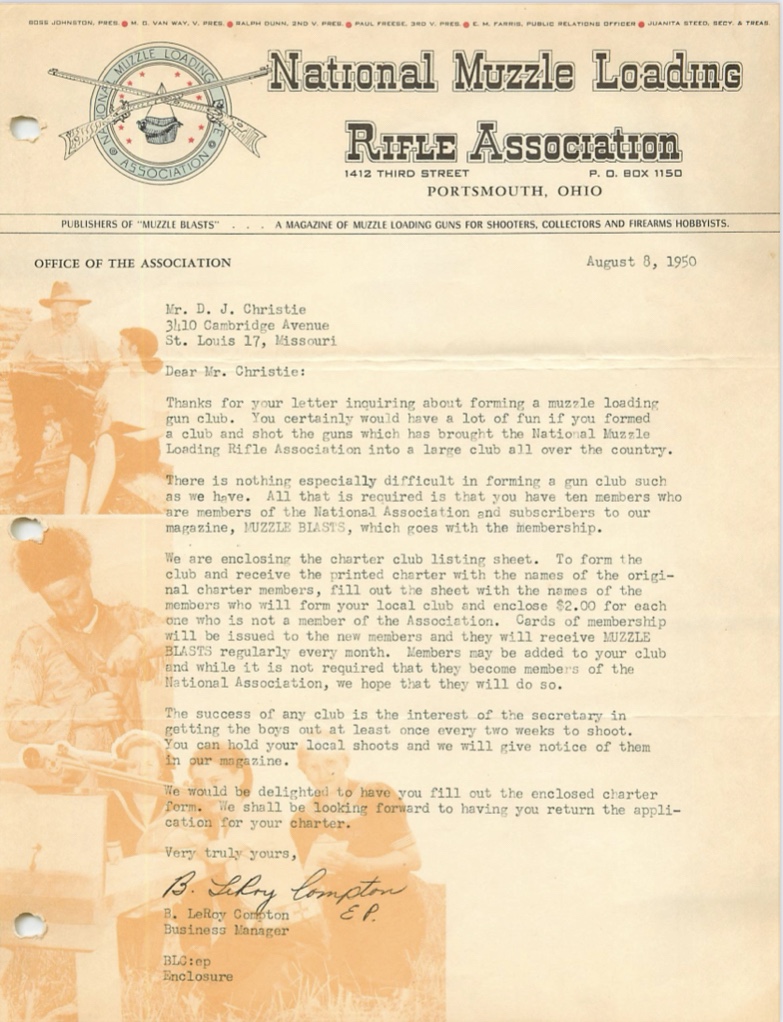 BOSS JOHNSTON, PRES. ● M. D. VAN WAY, V. PRES. ● RALPH DUNN, 2ND V. PRES. ● PAUL FREESE, 3RD V. PRES. ● E. M. FARRIS, PUBLIC RELATIONS OFFICER ● JUANITA STEED, SECY. & TREAS.
NATIONAL MUZZLE LOADING RIFLE
ASSOCIATION
National Muzzle Loading
Rifle Association
1412 THIRD STREET P. O. BOX 1150
PORTSMOUTH, OHIO
PUBLISHERS OF "MUZZLE BLASTS" . . . A MAGAZINE OF MUZZLE LOADING GUNS FOR SHOOTERS, COLLECTORS AND FIREARMS HOBBYISTS.
OFFICE OF THE ASSOCIATION
August 8, 1950
Mr. D. J. Christie
3410 Cambridge Avenue
St. Louis 17, Missouri
Dear Mr. Christie:
Thanks for your letter inquiring about forming a muzzle loading
gun club. You certainly would have a lot of fun if you formed
a club and shot the guns which has brought the National Muzzle
Loading Rifle Association into a large club all over the country.
There is nothing especially difficult in forming a gun club such
as we have. All that is required is that you have ten members who
are members of the National Association and subscribers to our
magazine, MUZZLE BLASTS, which goes with the membership.
We are enclosing the charter club listing sheet. To form the
club and receive the printed charter with the names of the origi-
nal charter members, fill out the sheet with the names of the
members who will form your local club and enclose $2.00 for each
one who is not a member of the Association. Cards of membership
will be issued to the new members and they will receive MUZZLE
BLASTS regularly every month. Members may be added to your club
and while it is not required that they become members of the
National Association, we hope that they will do so.
The success of any club is the interest of the secretary in
getting the boys out at least once every two weeks to shoot.
You can hold your local shoots and we will give notice of them
in our magazine.
We would be delighted to have you fill out the enclosed charter
form. We shall be looking forward to having you return the appli-
cation for your charter.
Very truly yours,
B. LeRoy Compton
E.P.
B. LeRoy Compton
Business Manager
BLC:ep
Enclosure